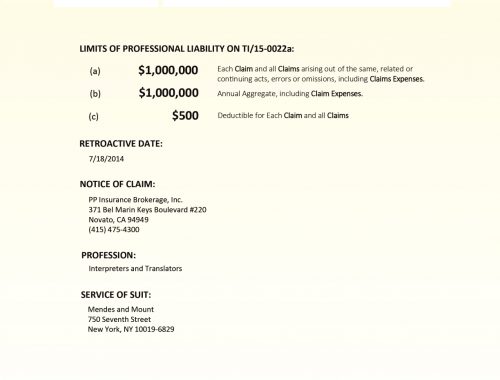 LIMITS OF PROFESSIONAL LIABILITY ON TI/15-0022a:
(a) $1,000,000 Each Claim and all Claims arising out of the same, related or
continuing acts, errors or omissions, including Claims Expenses.
(b) $1,000,000 Annual Aggregate, including Claim Expenses.
(c) $500 Deductible for Each Claim and all Claims
RETROACTIVE DATE:
7/18/2014
NOTICE OF CLAIM:
PP Insurance Brokerage, Inc.
371 Bel Marin Keys Boulevard #220
Novato, CA 94949
(415) 475-4300
PROFESSION:
Interpreters and Translators
SERVICE OF SUIT:
Mendes and Mount
750 Seventh Street
New York, NY 10019-6829